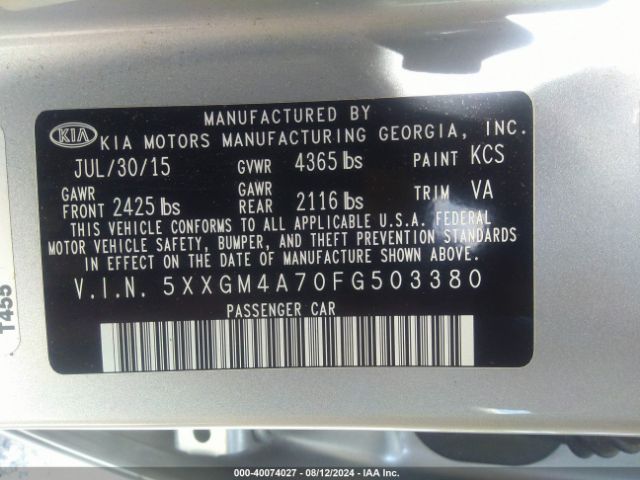 MANUFACTURED BY
KIA KIA MOTORS MANUFACTURING GEORGIA, INC.
JUL/30/15 GVWR 4365 lbs PAINT KCS
GAWR FRONT 2425 lbs GAWR REAR 2116 lbs TRIM VA
THIS VEHICLE CONFORMS TO ALL APPLICABLE U.S.A. FEDERAL
MOTOR VEHICLE SAFETY, BUMPER, AND THEFT PREVENTION STANDARDS
IN EFFECT ON THE DATE OF MANUFACTURE SHOWN ABOVE.
V.I.N. 5XXGM4A70FG503380
PASSENGER CAR
T455
000-40074027 - 08/12/2024 - IAA Inc.